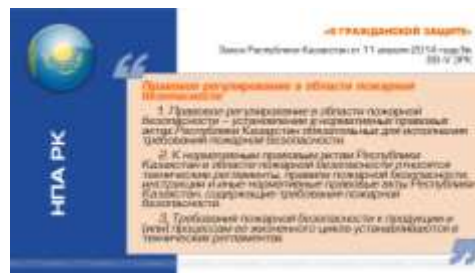 «О ГРАЖДАНСКОЙ ЗАЩИТЕ»
Закон Республики Казахстан от 11 апреля 2014 года №
188-V ЗРК
Правовое регулирование в области пожарной
безопасности
1. Правовое регулирование в области пожарной
безопасности – установление в нормативных правовых
актах Республики Казахстан обязательных для исполнения
требований пожарной безопасности.
2. К нормативным правовым актам Республики
Казахстан в области пожарной безопасности относятся
технические регламенты, правила пожарной безопасности,
инструкции и иные нормативные правовые акты Республики
Казахстан, содержащие требования пожарной
безопасности.
3. Требования пожарной безопасности к продукции и
(или) процессам ее жизненного цикла устанавливаются в
технических регламентах.
НПА РК